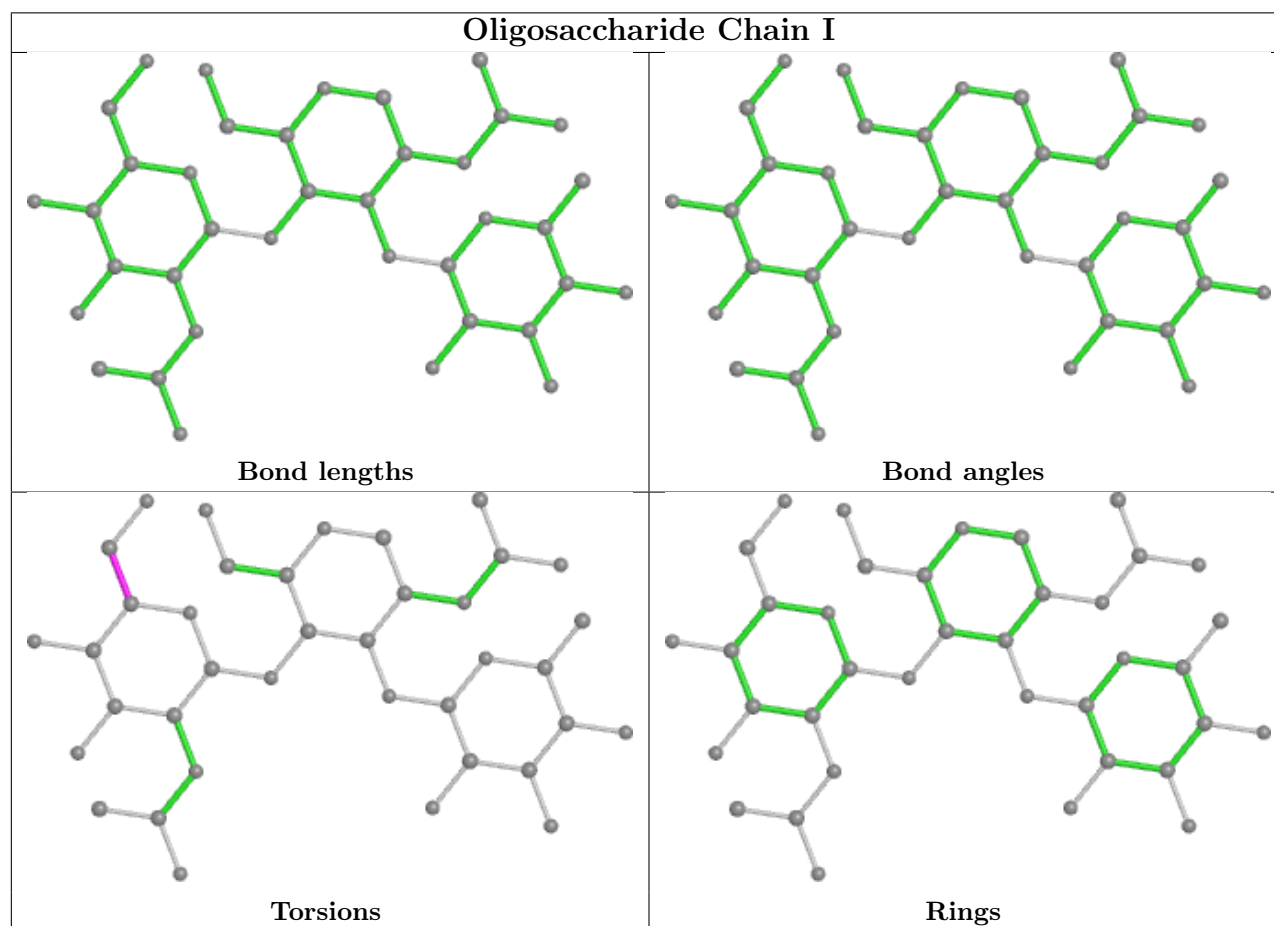 Oligosaccharide Chain I
Bond lengths
Bond angles
Torsions
Rings